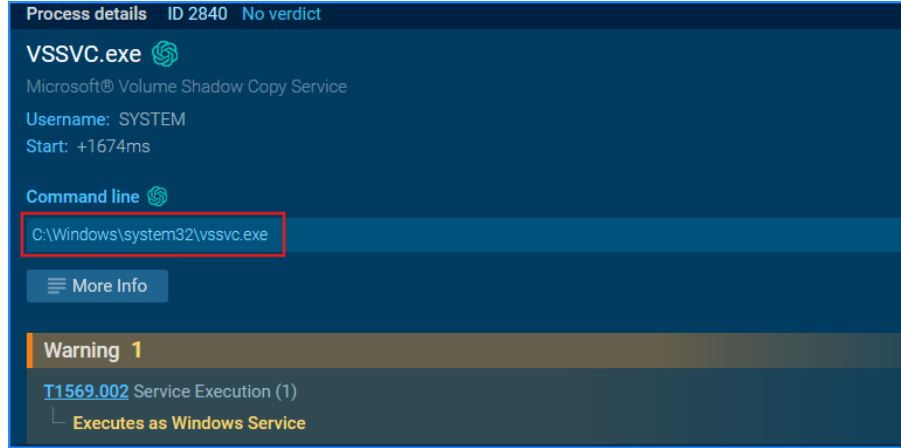 Process details ID 2840 No verdict
VSSVC.exe
Microsoft® Volume Shadow Copy Service
Username: SYSTEM
Start: +1674ms
Command line
C:\Windows\system32\vssvc.exe
More Info
Warning 1
T1569.002 Service Execution (1)
Executes as Windows Service